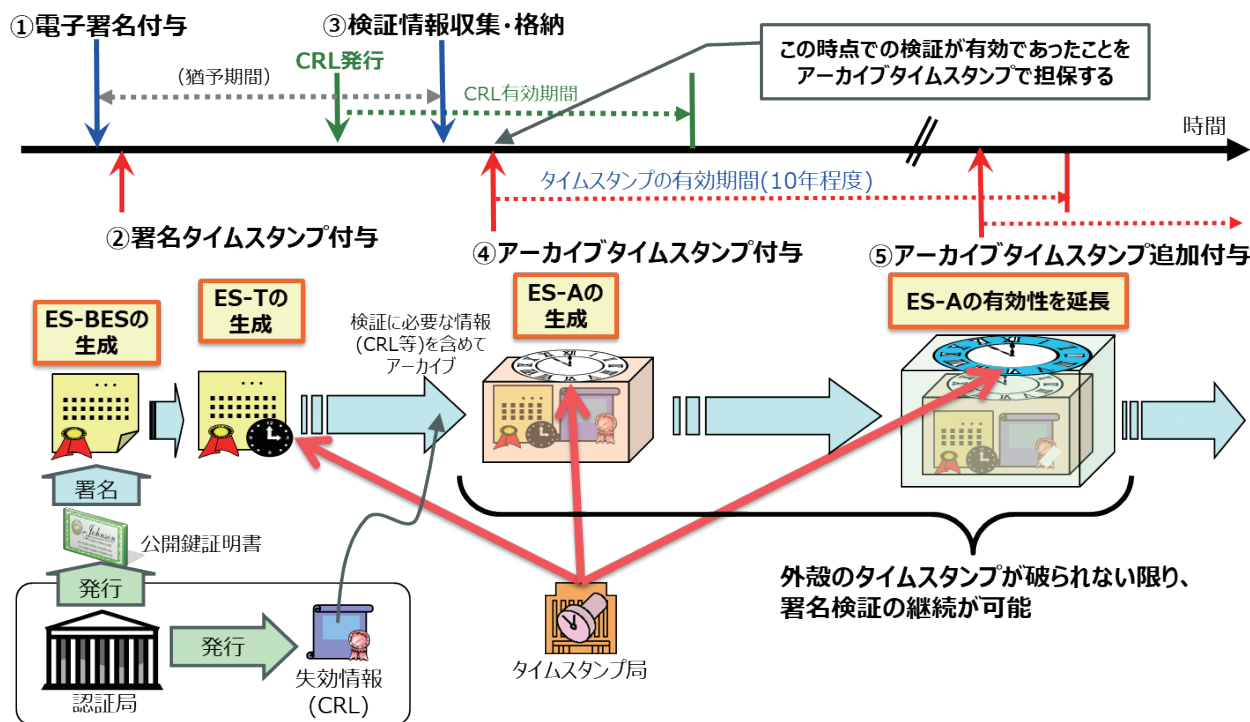 ①電子署名付与
③検証情報収集・格納
この時点での検証が有効であったことを
アーカイブタイムスタンプで担保する
CRL発行
(猶予期間)
CRL有効期間
時間
タイムスタンプの有効期間(10年程度)
②署名タイムスタンプ付与
④アーカイブタイムスタンプ付与
⑤アーカイブタイムスタンプ追加付与
ES-BESの
生成
ES-Tの
生成
検証に必要な情報
(CRL等)を含めて
アーカイブ
ES-Aの
生成
ES-Aの有効性を延長
署名
Johnson
公開鍵証明書
発行
発行
認証局
失効情報
(CRL)
タイムスタンプ局
外殻のタイムスタンプが破られない限り、
署名検証の継続が可能